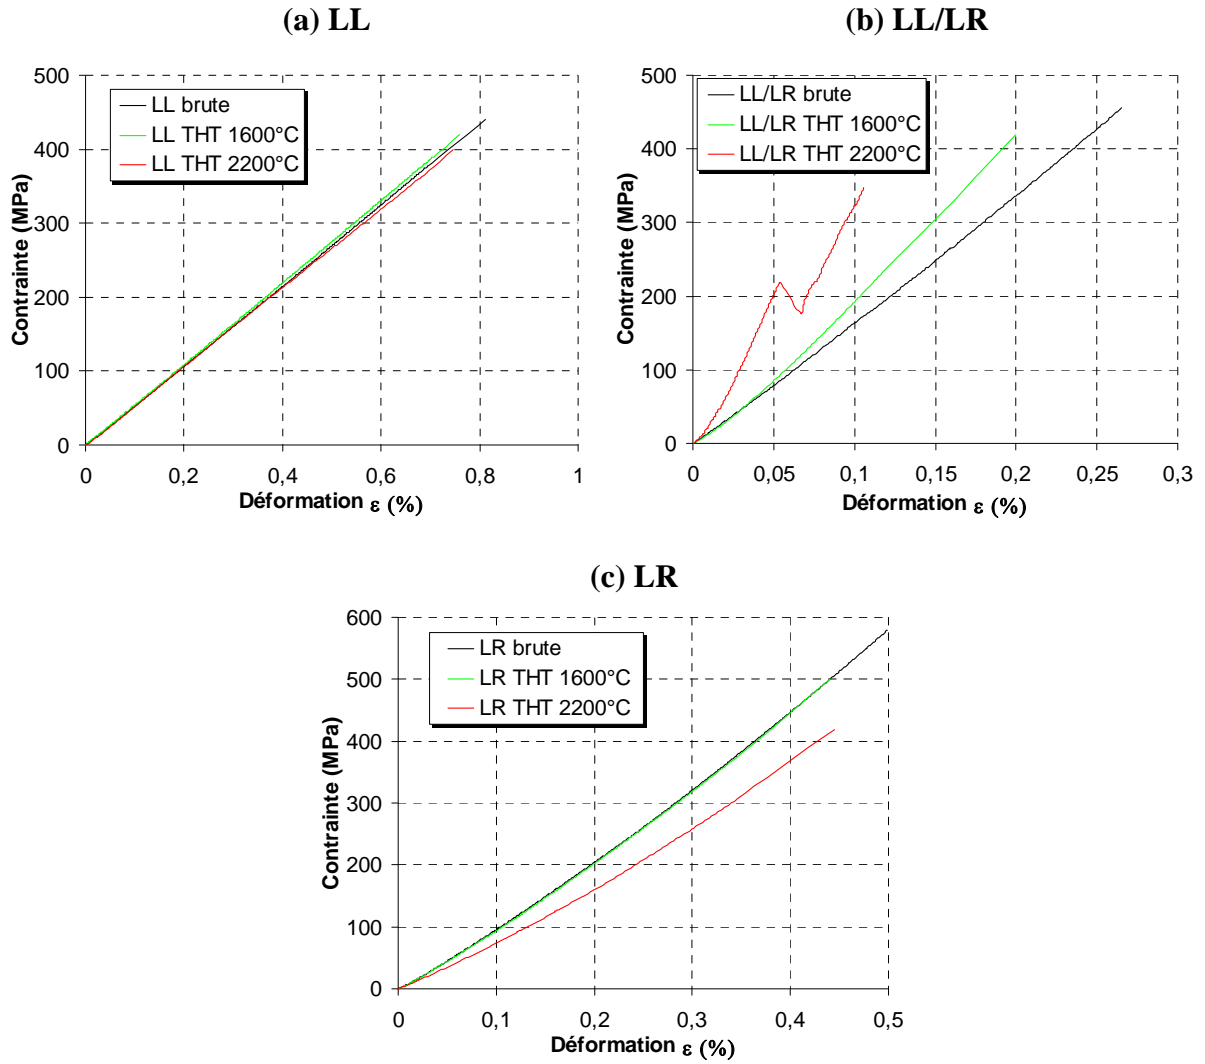 (a) LL
500
400
300
200
100
0
Contrainte (MPa)
LL brute
LL THT 1600°C
LL THT 2200°C
0 0,2 0,4 0,6 0,8 1
Déformation ε (%)
(b) LL/LR
500
400
300
200
100
0
Contrainte (MPa)
LL/LR brute
LL/LR THT 1600°C
LL/LR THT 2200°C
0 0,05 0,1 0,15 0,2 0,25 0,3
Déformation ε (%)
(c) LR
600
500
400
300
200
100
0
Contrainte (MPa)
LR brute
LR THT 1600°C
LR THT 2200°C
0 0,1 0,2 0,3 0,4 0,5
Déformation ε (%)